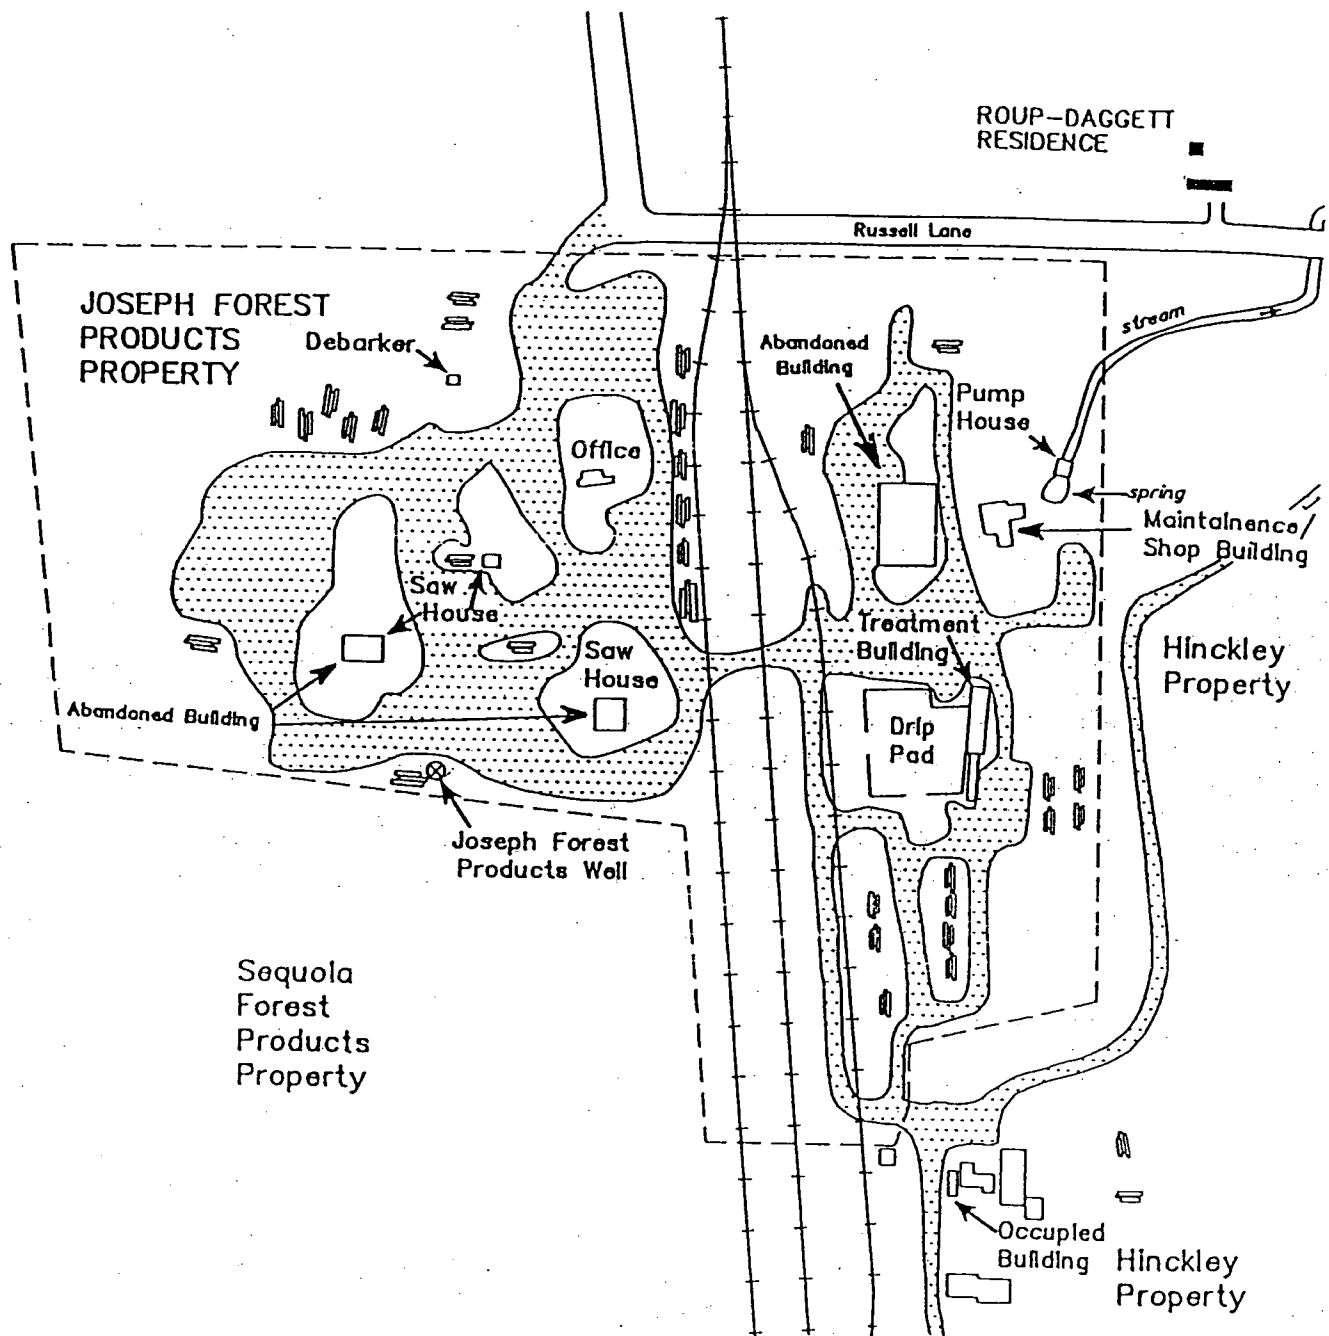 ROUP-DAGGETT
RESIDENCE
Russell Lane
JOSEPH FOREST
PRODUCTS
PROPERTY
Debarker
stream
Abandoned
Building
Pump
House
Office
spring
Maintainence/
Shop Building
Saw
House
Treatment
Building
Saw
House
Hinckley
Property
Abandoned Building
Drip
Pad
Joseph Forest
Products Well
Sequoia
Forest
Products
Property
Occupied
Building
Hinckley
Property